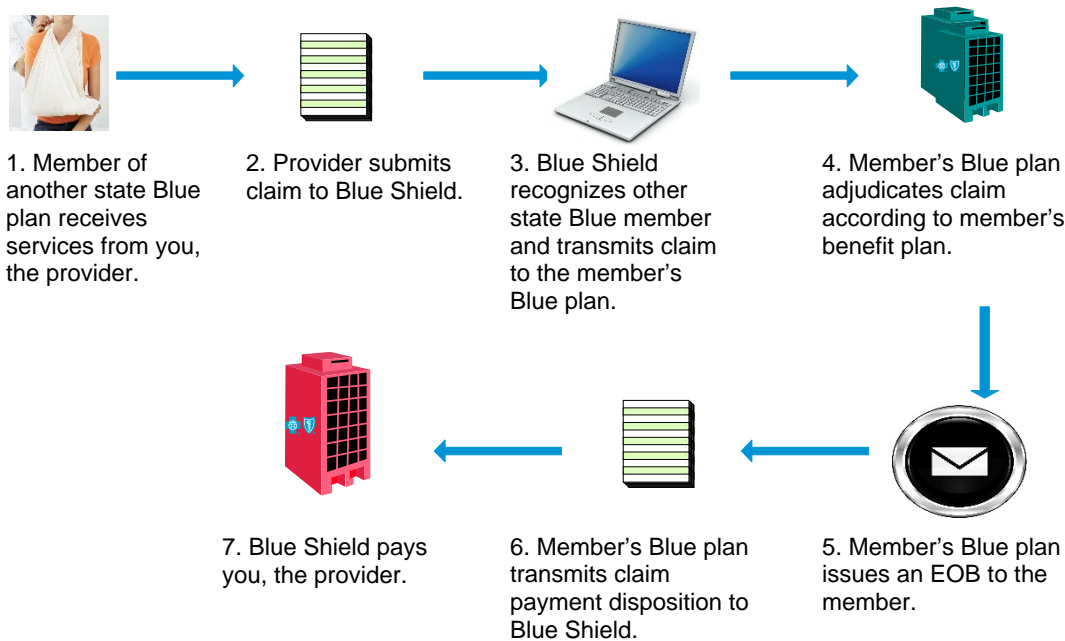 1. Member of
another state Blue
plan receives
services from you,
the provider.
2. Provider submits
claim to Blue Shield.
3. Blue Shield
recognizes other
state Blue member
and transmits claim
to the member's
Blue plan.
4. Member's Blue plan
adjudicates claim
according to member's
benefit plan.
5. Member's Blue plan
issues an EOB to the
member.
6. Member's Blue plan
transmits claim
payment disposition to
Blue Shield.
7. Blue Shield pays
you, the provider.